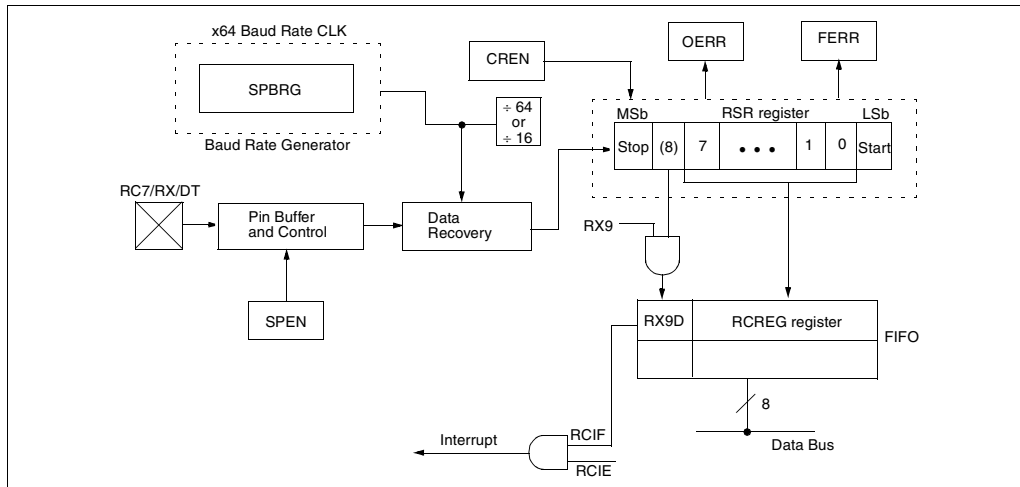 x64 Baud Rate CLK
SPBRG
Baud Rate Generator
CREN
OERR
FERR
÷ 64
or
÷ 16
MSb RSR register LSb
Stop (8) 7 • • • 1 0 Start
RC7/RX/DT
Pin Buffer
and Control
Data
Recovery
RX9
SPEN
RX9D RCREG register
FIFO
8
Data Bus
Interrupt
RCIF
RCIE